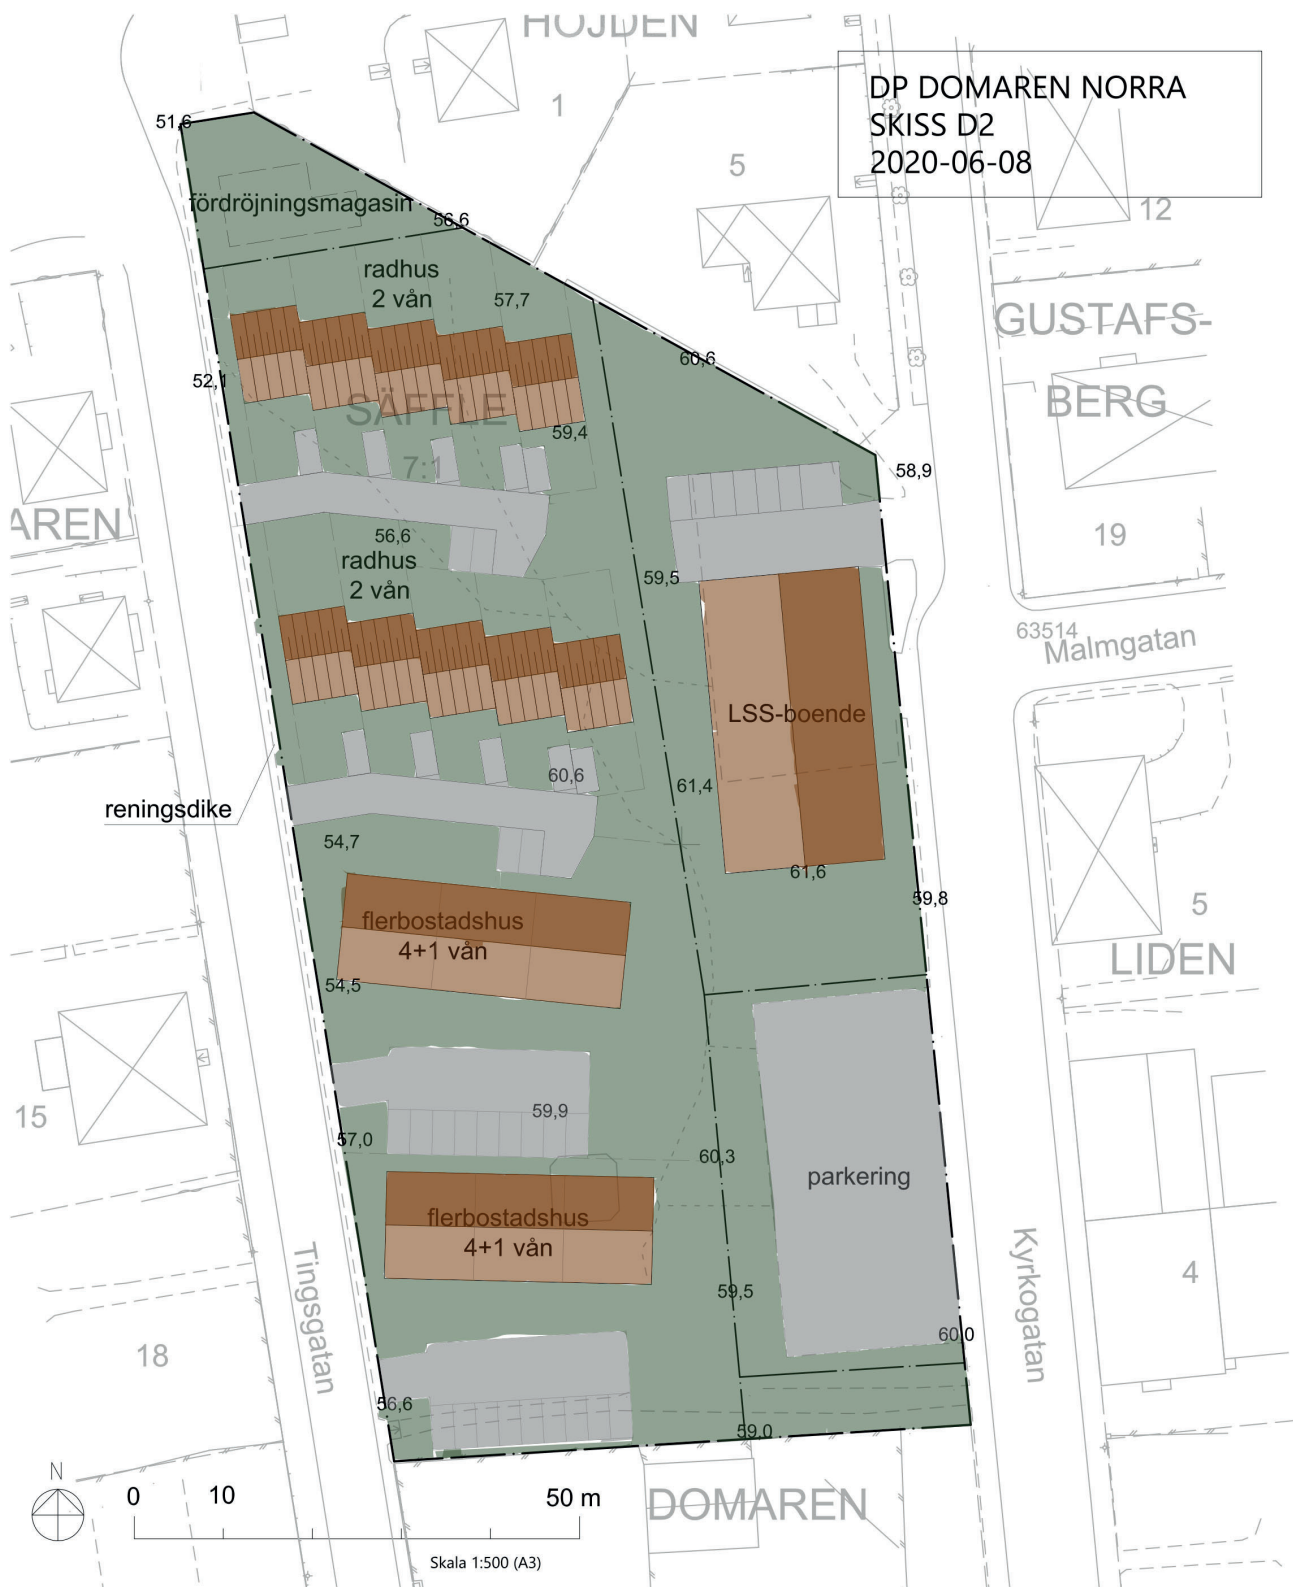 HÖJDEN
DP DOMAREN NORRA
SKISS D2
2020-06-08
1
5
12
51,6
fördröjningsmagasin
56,6
radhus
2 vån
57,7
GUSTAFS-
BERG
60,6
52,1
SÄFFLE
7:1
59,4
58,9
AREN
19
56,6
radhus
2 vån
59,5
63514
Malmgatan
LSS-boende
60,6
61,4
reningsdike
54,7
61,6
59,8
5
LIDEN
flerbostadshus
4+1 vån
54,5
15
59,9
57,0
60,3
parkering
flerbostadshus
4+1 vån
Tingsgatan
Kyrkogatan
59,5
4
18
60,0
56,6
59,0
N
0
10
50 m
DOMAREN
Skala 1:500 (A3)